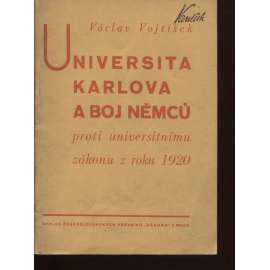 Václav Vojtíšek
UNIVERSITA
KARLOVA
A BOJ NĚMCŮ
proti universitnímu
zákonu z roku 1920